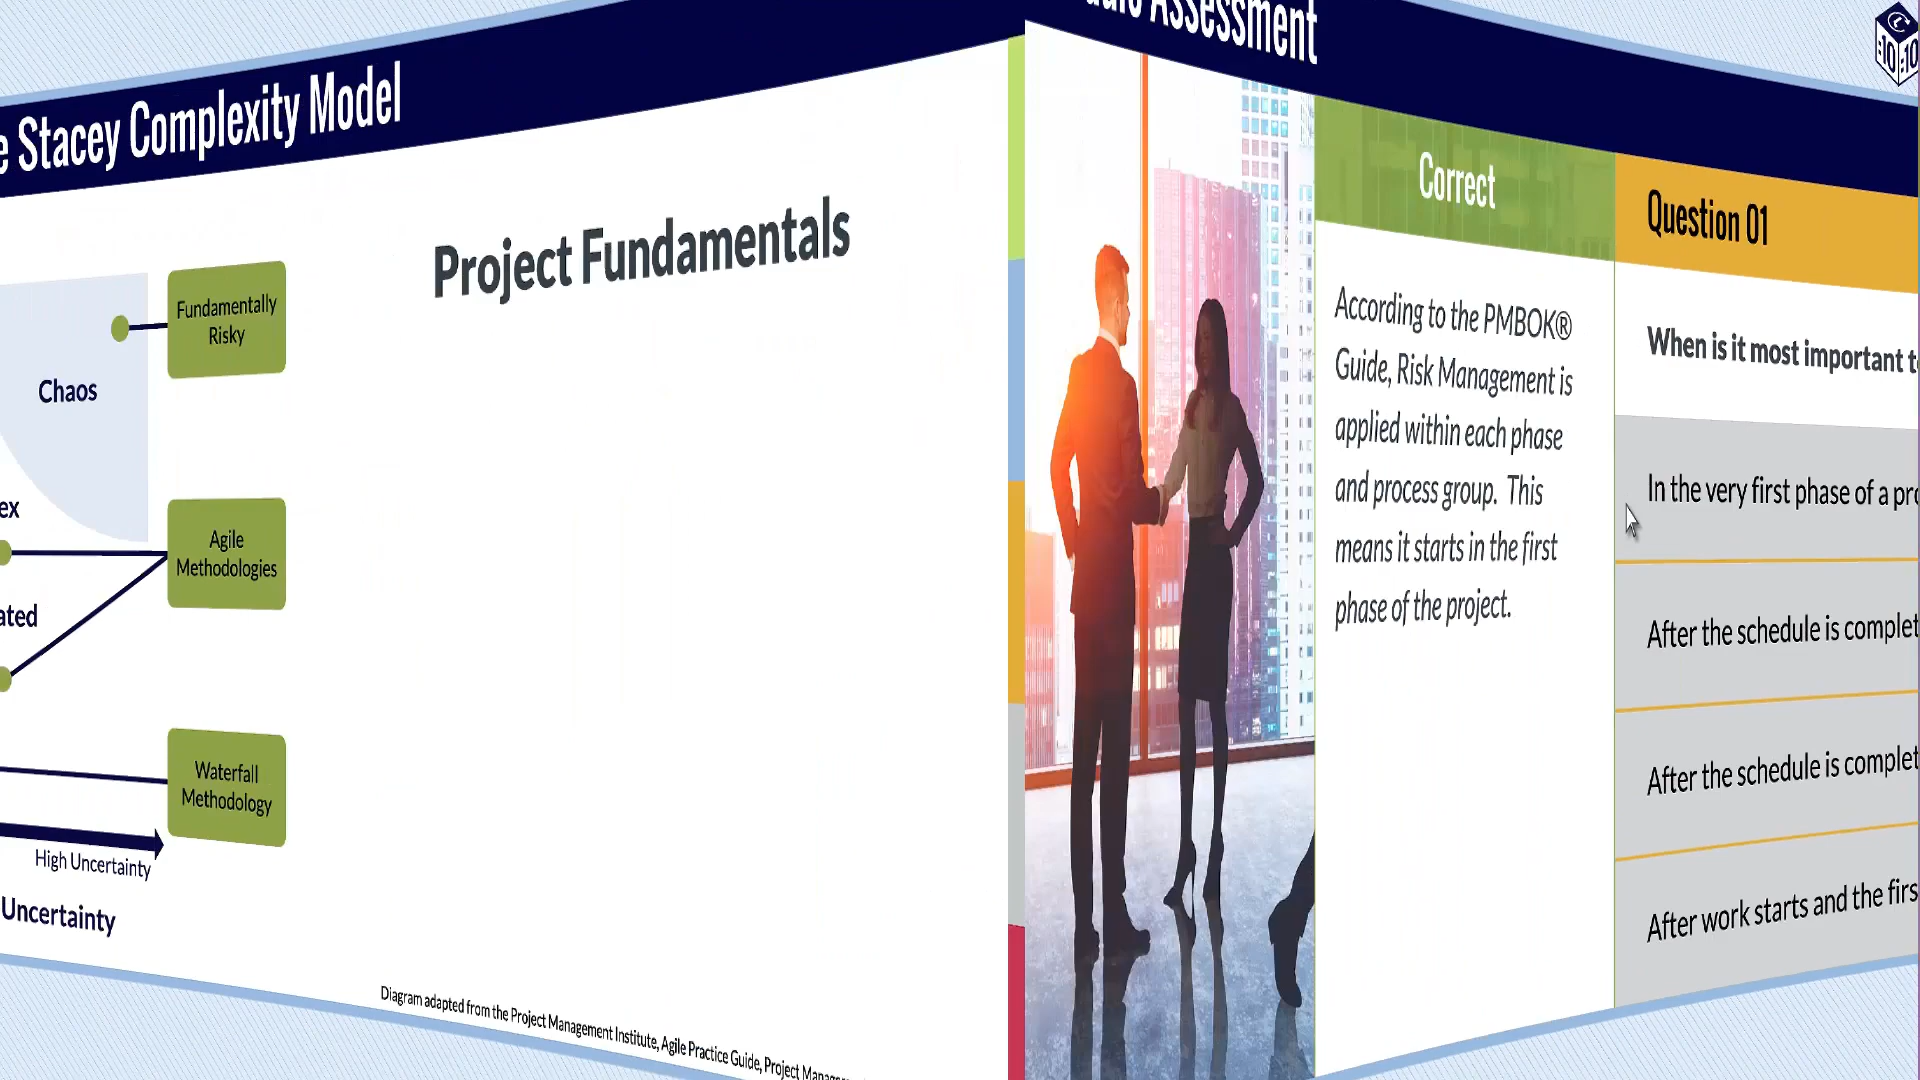 Stacey Complexity Model
Project Fundamentals
Fundamentally
Risky
Chaos
Agile
Methodologies
Waterfall
Methodology
High Uncertainty
Uncertainty
Diagram adapted from the Project Management Institute, Agile Practice Guide, Project
Assessment
Correct
According to the PMBOK®
Guide, Risk Management is
applied within each phase
and process group. This
means it starts in the first
phase of the project.
Question 01
When is it most important
In the very first phase of a
After the schedule is
After the schedule is
After work starts and the
10:10